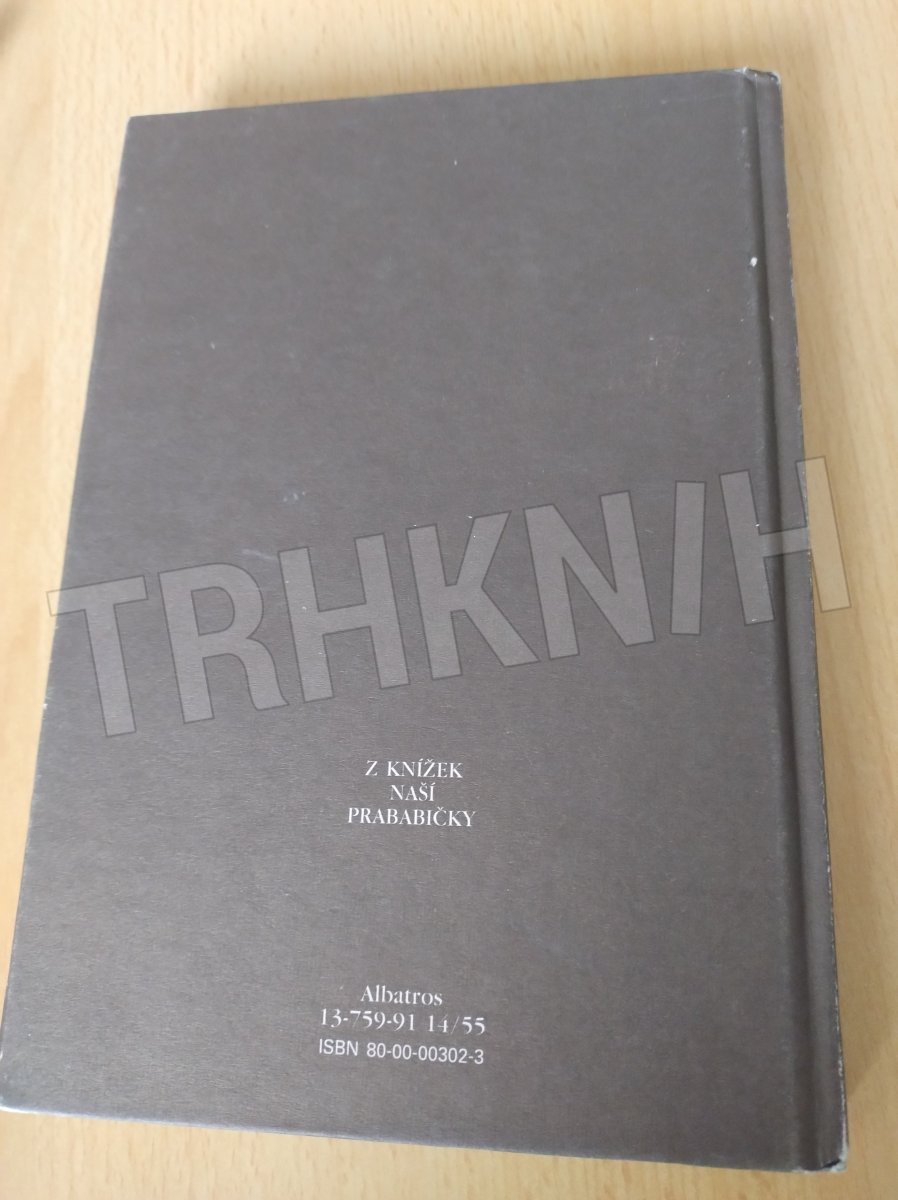 TRHKNIH
Z KNÍŽEK
NAŠÍ
PRABABIČKY
Albatros
13-759-91 14/55
ISBN 80-00-00302-3